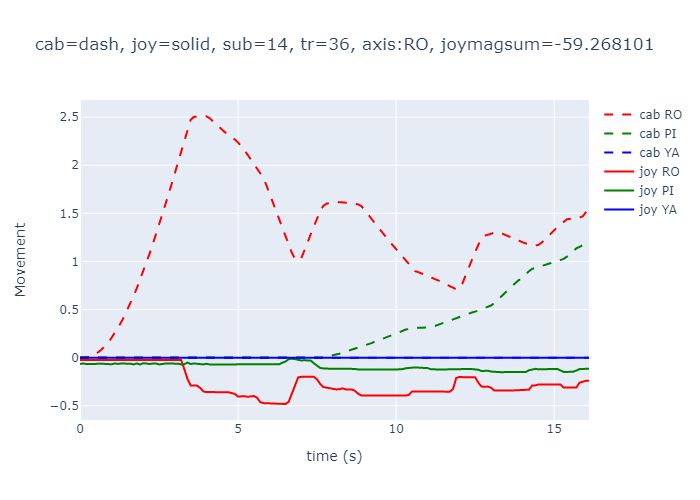 cab=dash, joy=solid, sub=14, tr=36, axis:RO, joymagsum=-59.268101
2.5
2
1.5
1
0.5
0
−0.5
0
5
10
15
Movement
time (s)
cab RO
cab PI
cab YA
joy RO
joy PI
joy YA